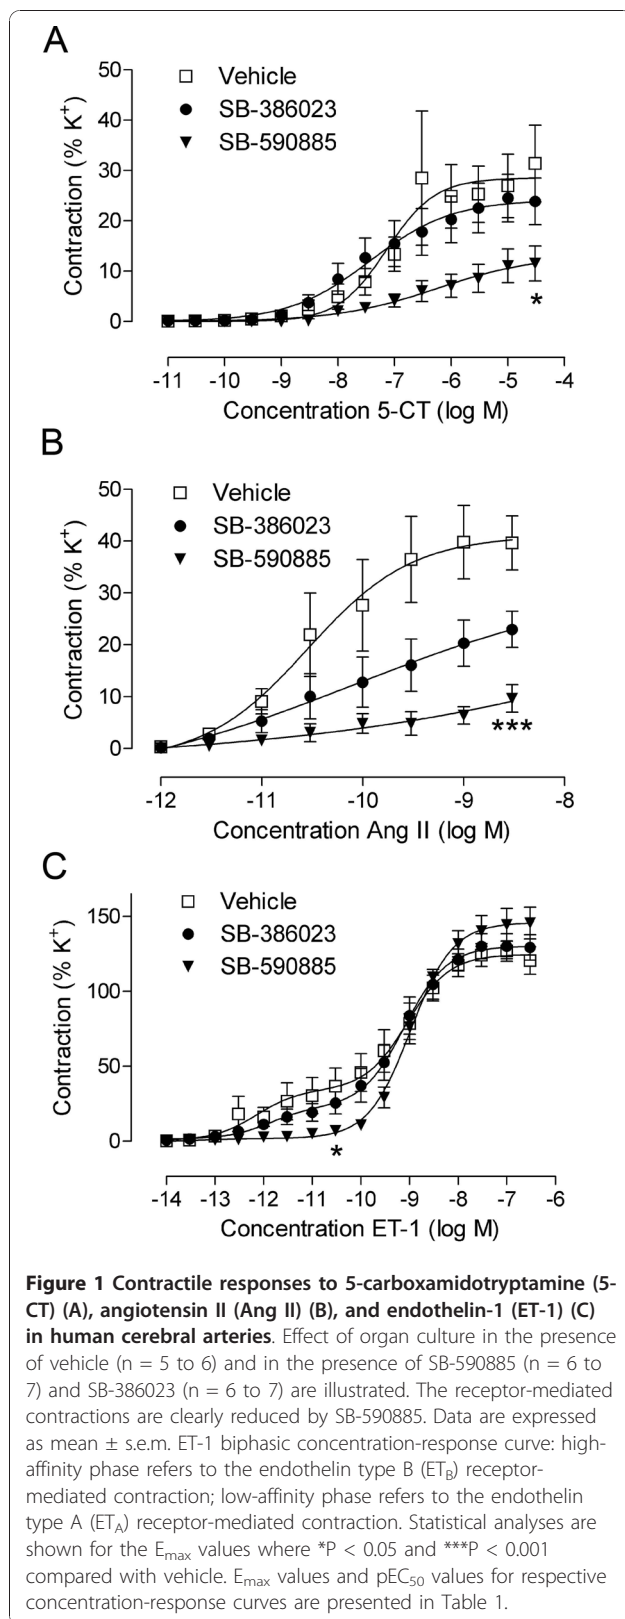 A
Vehicle
SB-386023
SB-590885
Contraction (% K⁺)
50
40
30
20
10
0
*
-11 -10 -9 -8 -7 -6 -5 -4
Concentration 5-CT (log M)
B
Vehicle
SB-386023
SB-590885
Contraction (% K⁺)
50
40
30
20
10
0
***
-12 -11 -10 -9 -8
Concentration Ang II (log M)
C
Vehicle
SB-386023
SB-590885
Contraction (% K⁺)
150
100
50
0
*
-14 -13 -12 -11 -10 -9 -8 -7 -6
Concentration ET-1 (log M)
Figure 1 Contractile responses to 5-carboxamidotryptamine (5-
CT) (A), angiotensin II (Ang II) (B), and endothelin-1 (ET-1) (C)
in human cerebral arteries. Effect of organ culture in the presence
of vehicle (n = 5 to 6) and in the presence of SB-590885 (n = 6 to
7) and SB-386023 (n = 6 to 7) are illustrated. The receptor-mediated
contractions are clearly reduced by SB-590885. Data are expressed
as mean ± s.e.m. ET-1 biphasic concentration-response curve: high-
affinity phase refers to the endothelin type B (ET_B) receptor-
mediated contraction; low-affinity phase refers to the endothelin
type A (ET_A) receptor-mediated contraction. Statistical analyses are
shown for the E_max values where *P < 0.05 and ***P < 0.001
compared with vehicle. E_max values and pEC₅₀ values for respective
concentration-response curves are presented in Table 1.